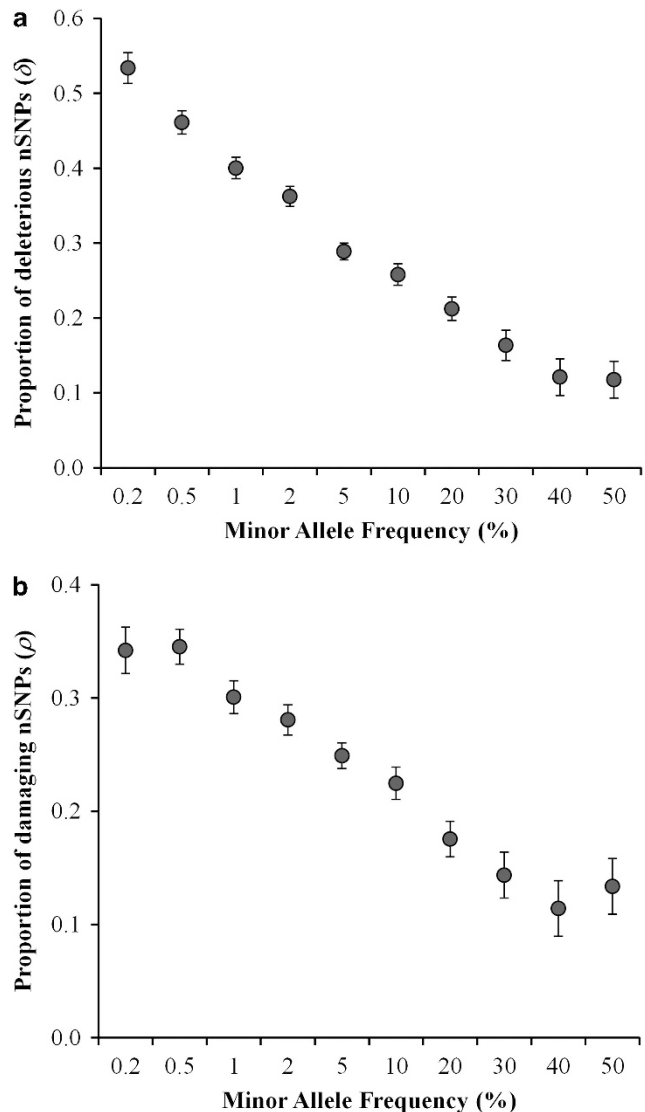 a
Proportion of deleterious nSNPs (δ)
0.6
0.5
0.4
0.3
0.2
0.1
0.0
0.2 0.5 1 2 5 10 20 30 40 50
Minor Allele Frequency (%)
b
Proportion of damaging nSNPs (ρ)
0.4
0.3
0.2
0.1
0.0
0.2 0.5 1 2 5 10 20 30 40 50
Minor Allele Frequency (%)